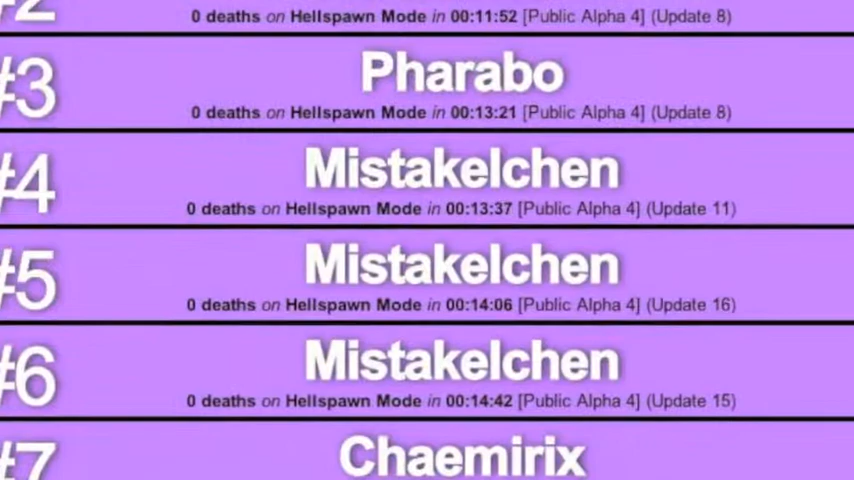 #2
0 deaths on Hellspawn Mode in 00:11:52 [Public Alpha 4] (Update 8)
#3
Pharabo
0 deaths on Hellspawn Mode in 00:13:21 [Public Alpha 4] (Update 8)
#4
Mistakelchen
0 deaths on Hellspawn Mode in 00:13:37 [Public Alpha 4] (Update 11)
#5
Mistakelchen
0 deaths on Hellspawn Mode in 00:14:06 [Public Alpha 4] (Update 16)
#6
Mistakelchen
0 deaths on Hellspawn Mode in 00:14:42 [Public Alpha 4] (Update 15)
#7
Chaemirix